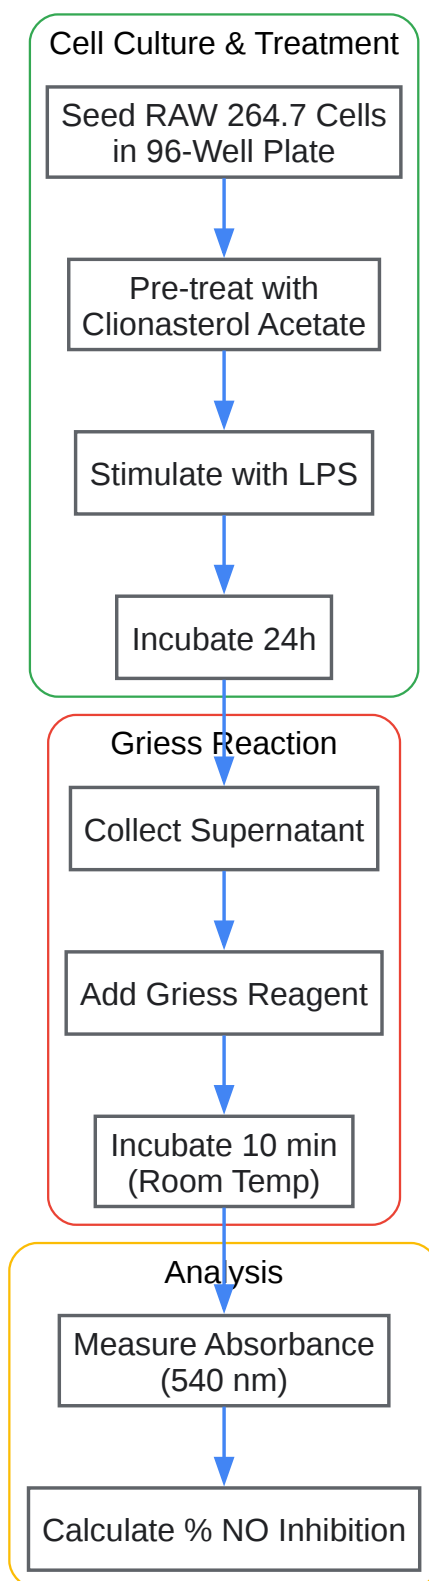 Cell Culture & Treatment
Seed RAW 264.7 Cells
in 96-Well Plate
Pre-treat with
Clionasterol Acetate
Stimulate with LPS
Incubate 24h
Griess Reaction
Collect Supernatant
Add Griess Reagent
Incubate 10 min
(Room Temp)
Analysis
Measure Absorbance
(540 nm)
Calculate % NO Inhibition